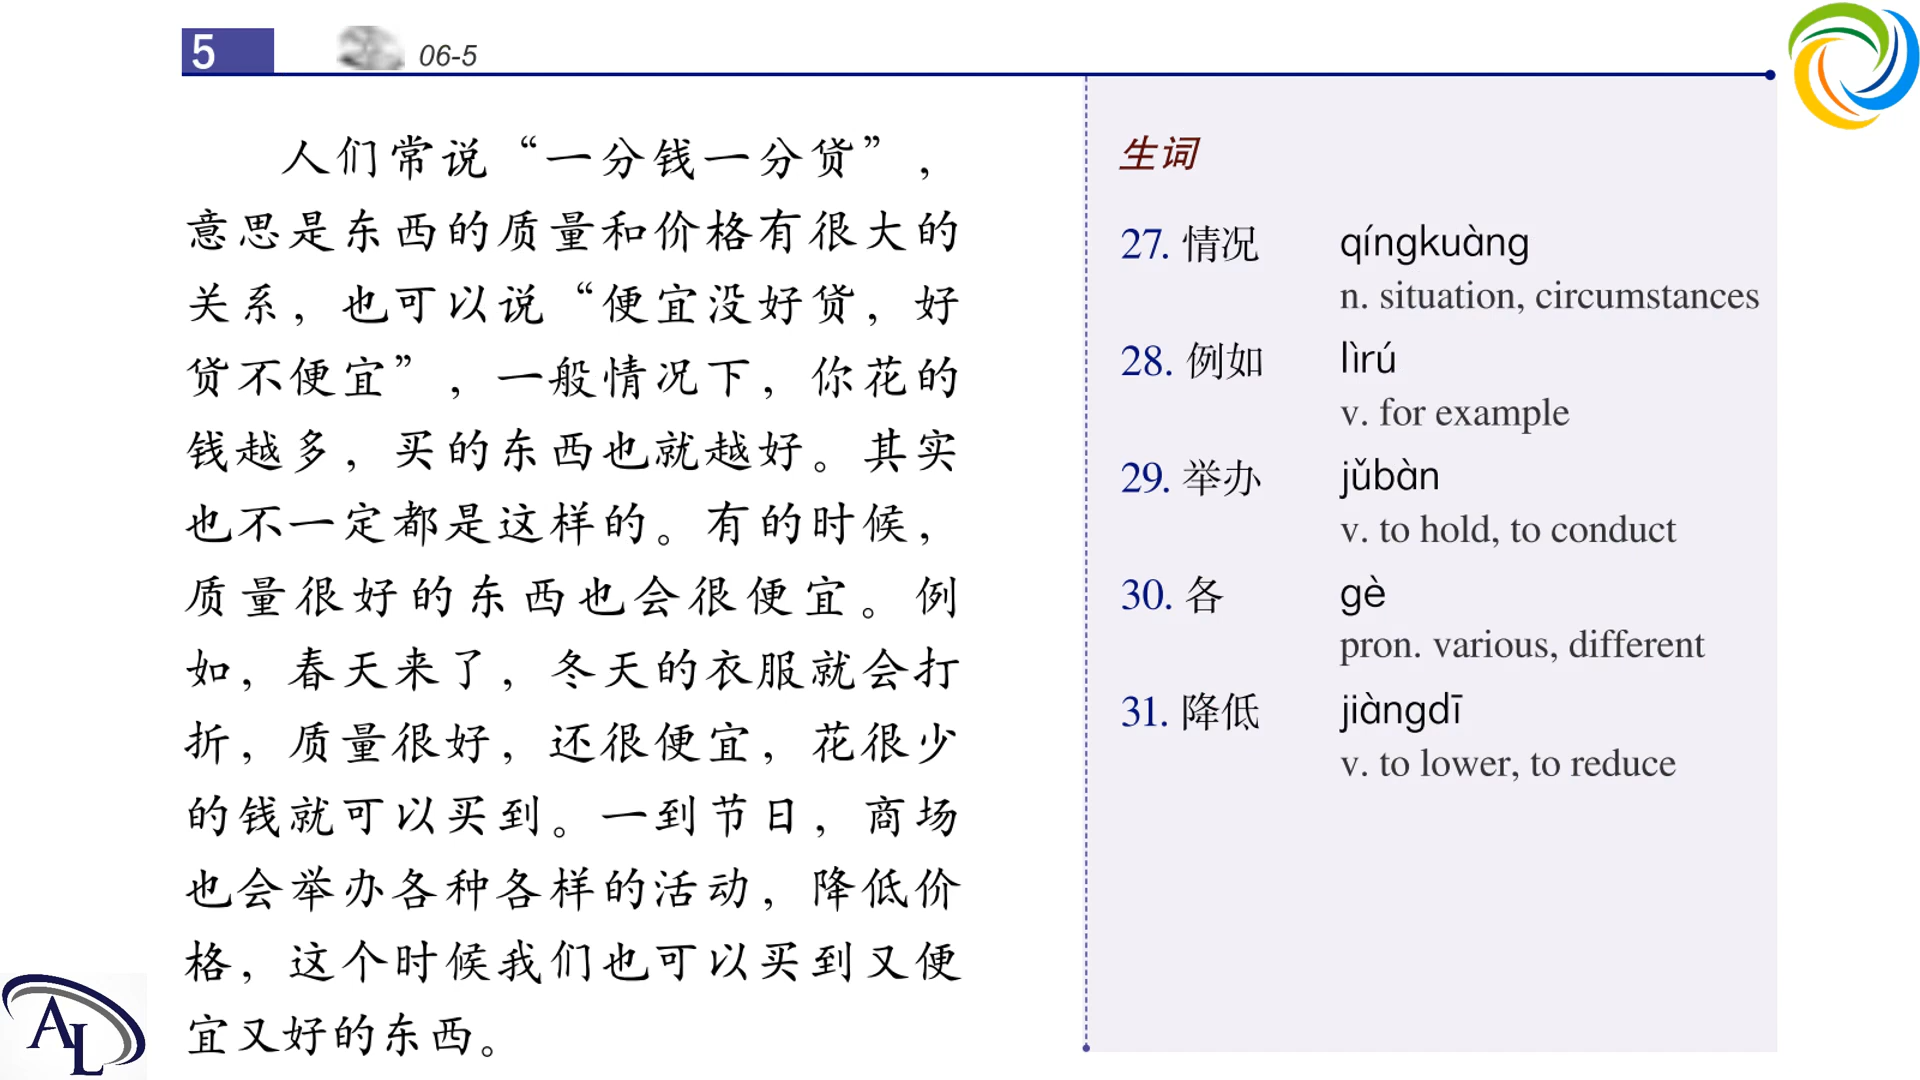 5
06-5
人们常说“一分钱一分货”，
意思是东西的质量和价格有很大的
关系，也可以说“便宜没好货，好
货不便宜”，一般情况下，你花的
钱越多，买的东西也就越好。其实
也不一定都是这样的。有的时候，
质量很好的东西也会很便宜。例
如，春天来了，冬天的衣服就会打
折，质量很好，还很便宜，花很少
的钱就可以买到。一到节日，商场
也会举办各种各样的活动，降低价
格，这个时候我们也可以买到又便
宜又好的东西。
生词
27. 情况 qíngkuàng
n. situation, circumstances
28. 例如 lìrú
v. for example
29. 举办 jǔbàn
v. to hold, to conduct
30. 各 gè
pron. various, different
31. 降低 jiàngdī
v. to lower, to reduce
AL